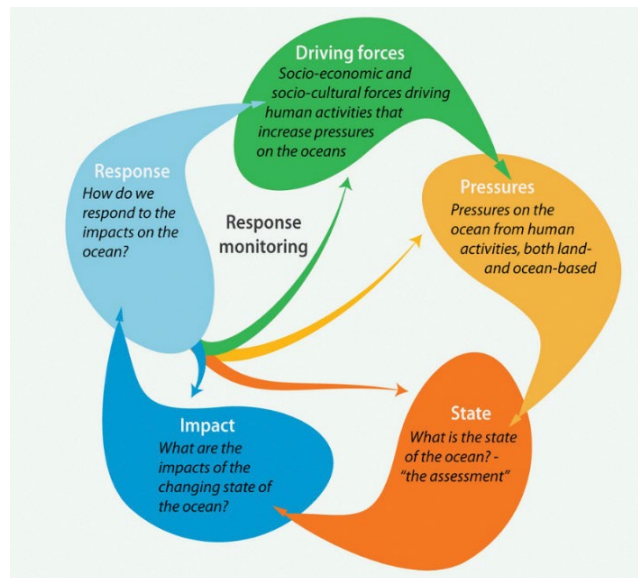 Driving forces
Socio-economic and
socio-cultural forces driving
human activities that
increase pressures
on the oceans
Pressures
Pressures on the
ocean from human
activities, both land-
and ocean-based
State
What is the state
of the ocean? -
"the assessment"
Impact
What are the
impacts of the
changing state of
the ocean?
Response
How do we
respond to the
impacts on the
ocean?
Response
monitoring